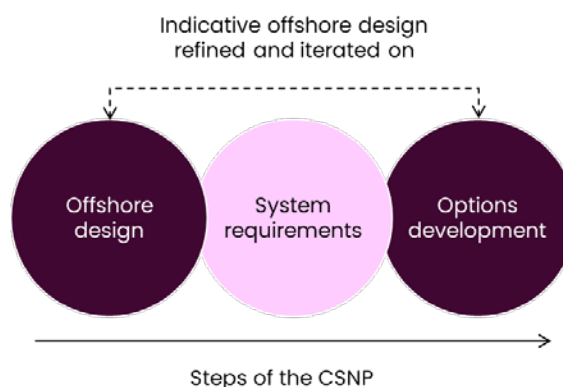 Indicative offshore design
refined and iterated on
Offshore
design
System
requirements
Options
development
Steps of the CSNP